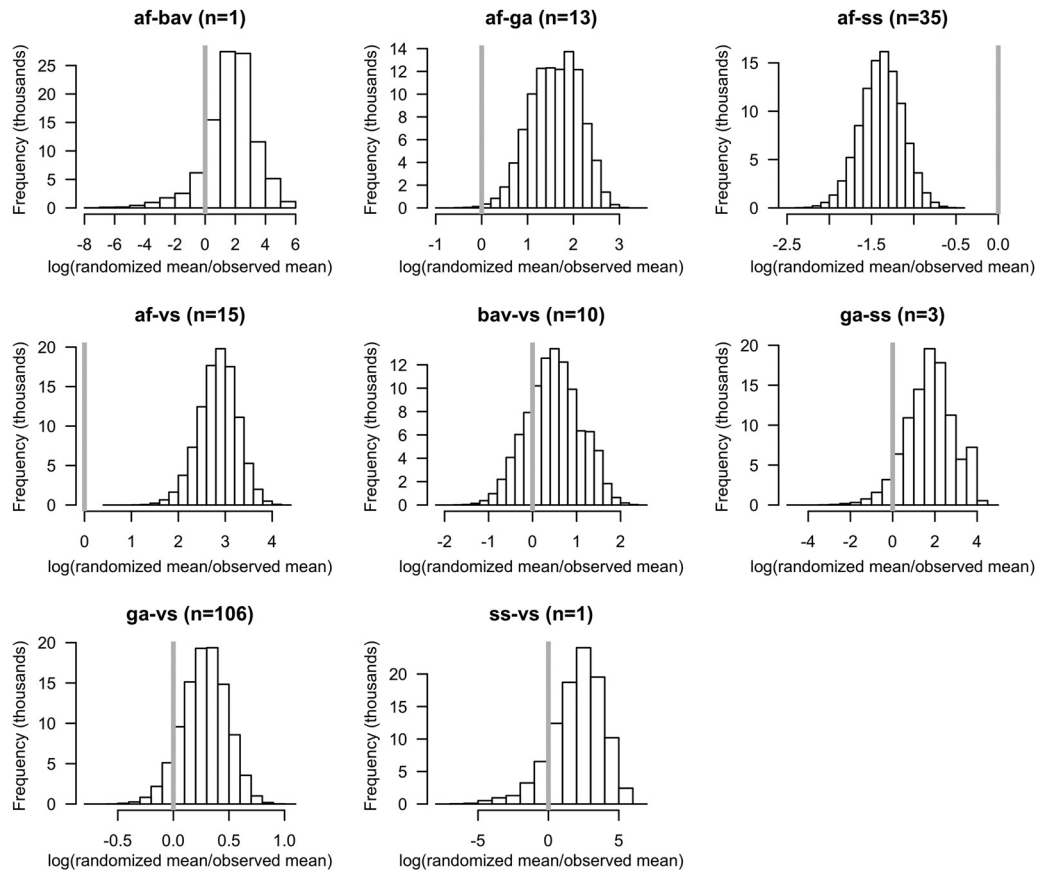 af-bav (n=1)
Frequency (thousands)
25
20
15
10
5
0
-8 -6 -4 -2 0 2 4 6
log(randomized mean/observed mean)
af-ga (n=13)
Frequency (thousands)
14
12
10
8
6
4
2
0
-1 0 1 2 3
log(randomized mean/observed mean)
af-ss (n=35)
Frequency (thousands)
15
10
5
0
-2.5 -1.5 -0.5 0.0
log(randomized mean/observed mean)
af-vs (n=15)
Frequency (thousands)
20
15
10
5
0
0 1 2 3 4
log(randomized mean/observed mean)
bav-vs (n=10)
Frequency (thousands)
12
10
8
6
4
2
0
-2 -1 0 1 2
log(randomized mean/observed mean)
ga-ss (n=3)
Frequency (thousands)
20
15
10
5
0
-4 -2 0 2 4
log(randomized mean/observed mean)
ga-vs (n=106)
Frequency (thousands)
20
15
10
5
0
-0.5 0.0 0.5 1.0
log(randomized mean/observed mean)
ss-vs (n=1)
Frequency (thousands)
20
15
10
5
0
-5 0 5
log(randomized mean/observed mean)